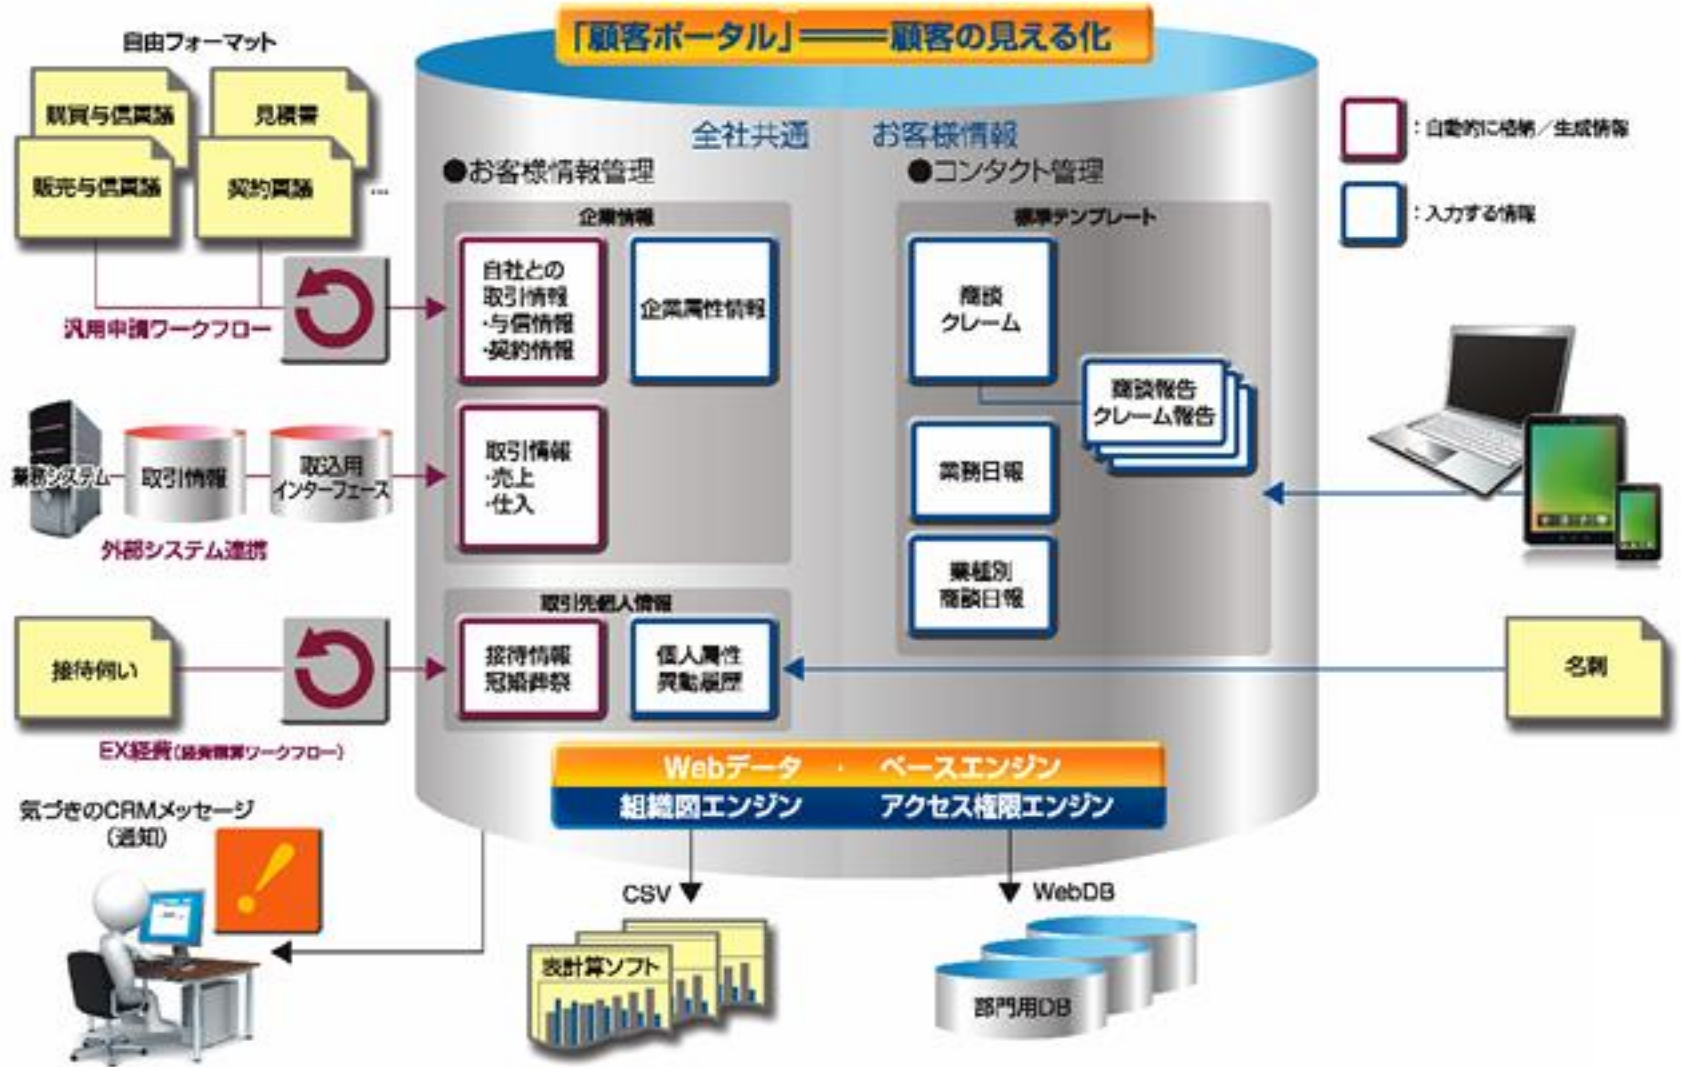 「顧客ポータル」══顧客の見える化
自由フォーマット
購買与信稟議
見積書
販売与信稟議
契約稟議
...
汎用申請ワークフロー
業務システム
取引情報
取込用
インターフェース
外部システム連携
接待伺い
EX経費(経費精算ワークフロー)
気づきのCRMメッセージ
(通知)
全社共通 お客様情報
●お客様情報管理
企業情報
自社との
取引情報
・与信情報
・契約情報
企業属性情報
取引情報
・売上
・仕入
取引先個人情報
接待情報
冠婚葬祭
個人属性
異動履歴
●コンタクト管理
標準テンプレート
商談
クレーム
商談報告
クレーム報告
業務日報
業種別
商談日報
:自動的に格納/生成情報
:入力する情報
名刺
Webデータ ・ ベースエンジン
組織図エンジン アクセス権限エンジン
CSV
WebDB
表計算ソフト
部門用DB